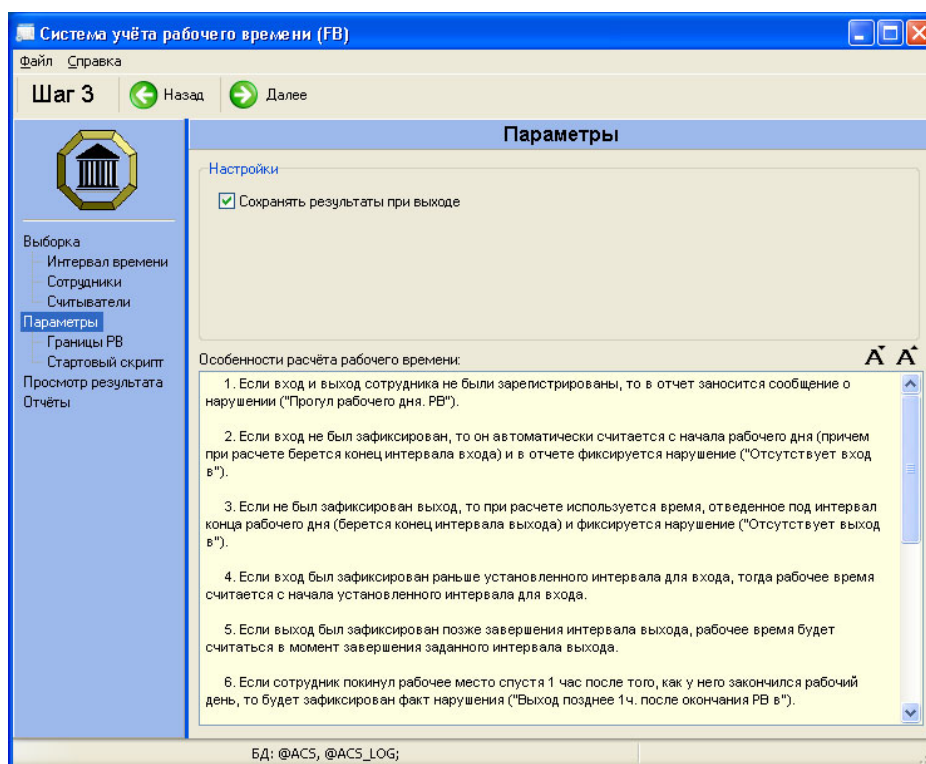 Система учёта рабочего времени (FB)
Файл Справка
Шаг 3 Назад Далее
Параметры
Настройки
Сохранять результаты при выходе
Выборка
Интервал времени
Сотрудники
Считыватели
Параметры
Границы РВ
Стартовый скрипт
Просмотр результата
Отчёты
Особенности расчёта рабочего времени:
A A
1. Если вход и выход сотрудника не были зарегистрированы, то в отчет заносится сообщение о
нарушении ("Прогул рабочего дня. РВ").
2. Если вход не был зафиксирован, то он автоматически считается с начала рабочего дня (причем
при расчете берется конец интервала входа) и в отчете фиксируется нарушение ("Отсутствует вход
в").
3. Если не был зафиксирован выход, то при расчете используется время, отведенное под интервал
конца рабочего дня (берется конец интервала выхода) и фиксируется нарушение ("Отсутствует выход
в").
4. Если вход был зафиксирован раньше установленного интервала для входа, тогда рабочее время
считается с начала установленного интервала для входа.
5. Если выход был зафиксирован позже завершения интервала выхода, рабочее время будет
считаться в момент завершения заданного интервала выхода.
6. Если сотрудник покинул рабочее место спустя 1 час после того, как у него закончился рабочий
день, то будет зафиксирован факт нарушения ("Выход позднее 1ч. после окончания РВ в").
БД: @ACS, @ACS_LOG;